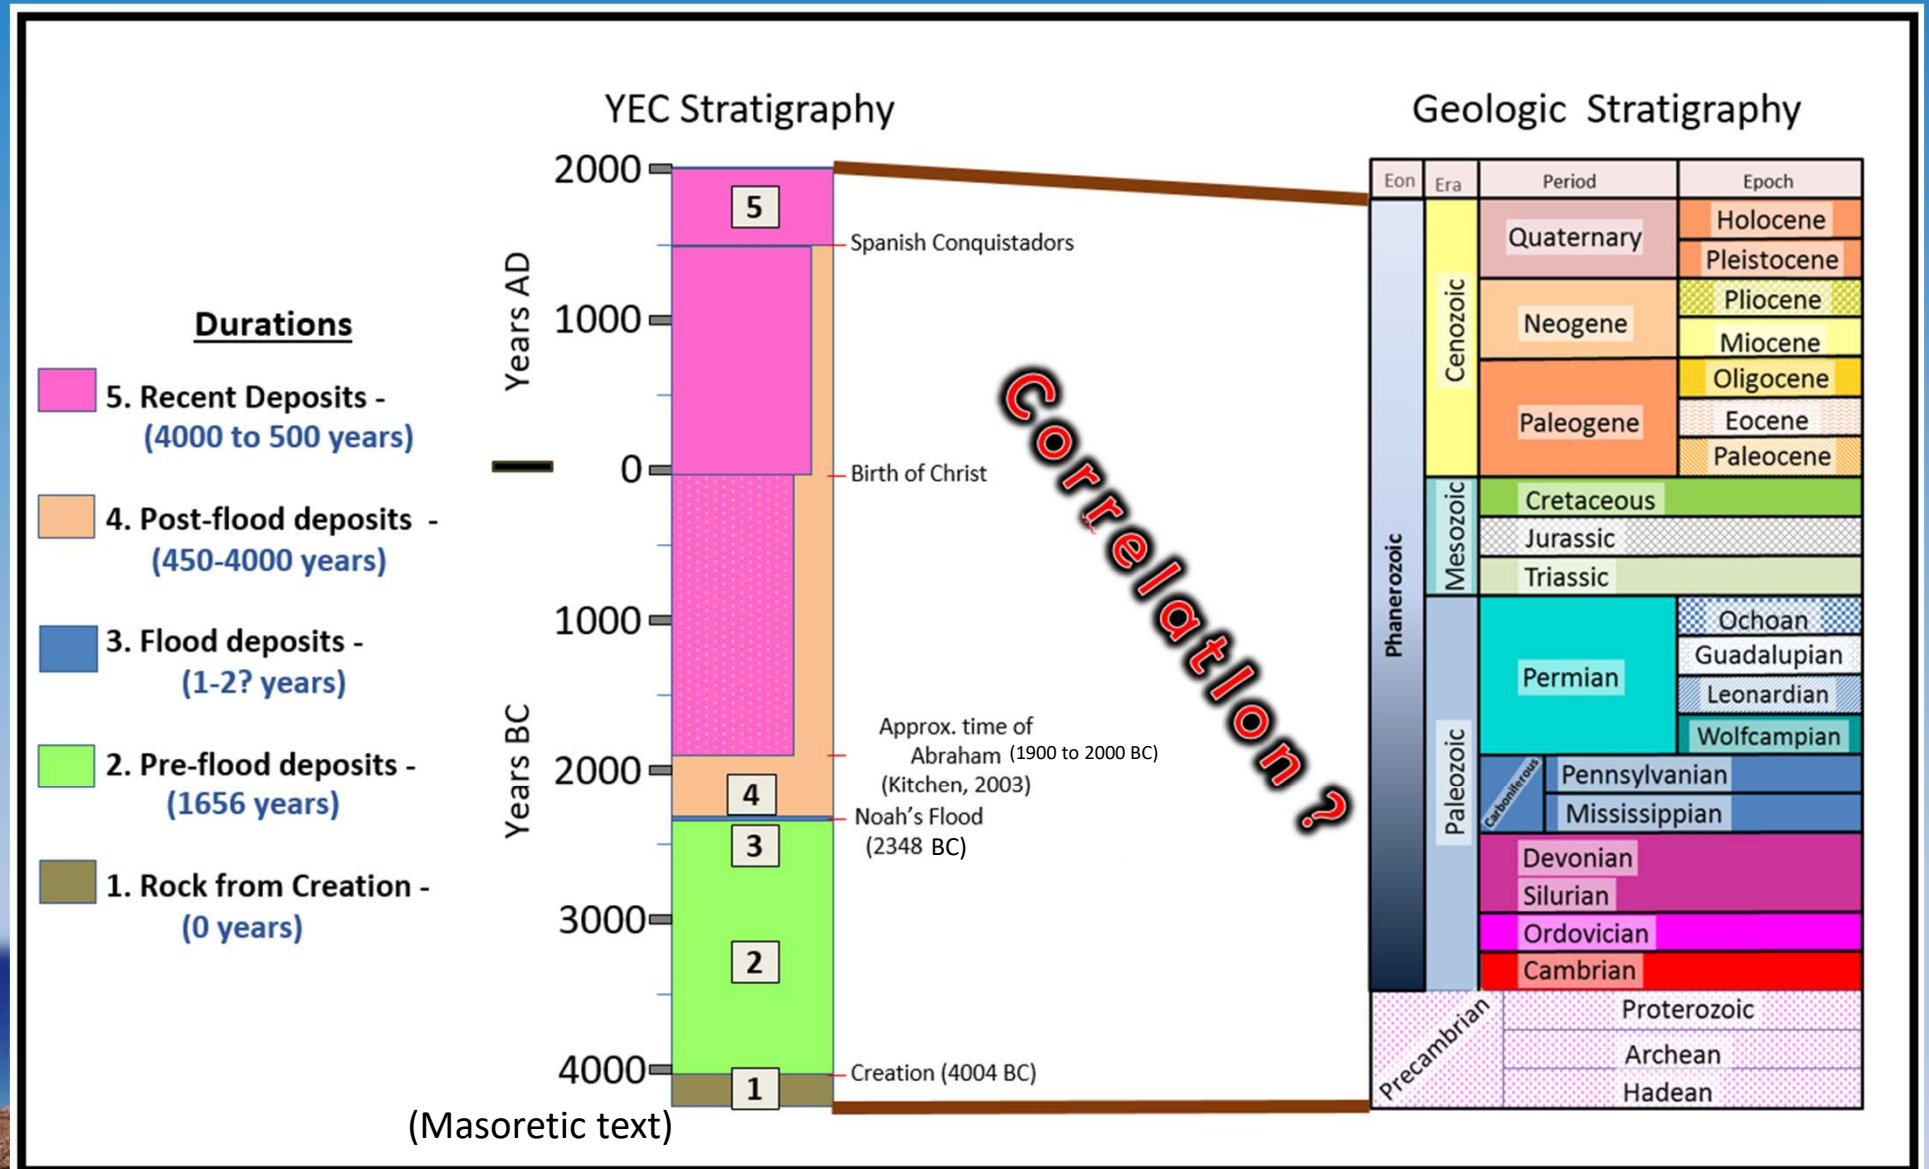 YEC Stratigraphy
Geologic Stratigraphy
Durations
5. Recent Deposits -
(4000 to 500 years)
4. Post-flood deposits -
(450-4000 years)
3. Flood deposits -
(1-2? years)
2. Pre-flood deposits -
(1656 years)
1. Rock from Creation -
(0 years)
Years AD
Years BC
2000
1000
0
1000
2000
3000
4000
(Masoretic text)
5
4
3
2
1
Spanish Conquistadors
Birth of Christ
Approx. time of
Abraham (1900 to 2000 BC)
(Kitchen, 2003)
Noah's Flood
(2348 BC)
Creation (4004 BC)
CorrelatIon ?
Eon
Era
Period
Epoch
Phanerozoic
Cenozoic
Quaternary
Holocene
Pleistocene
Neogene
Pliocene
Miocene
Paleogene
Oligocene
Eocene
Paleocene
Mesozoic
Cretaceous
Jurassic
Triassic
Paleozoic
Permian
Ochoan
Guadalupian
Leonardian
Wolfcampian
Carboniferous
Pennsylvanian
Mississippian
Devonian
Silurian
Ordovician
Cambrian
Precambrian
Proterozoic
Archean
Hadean